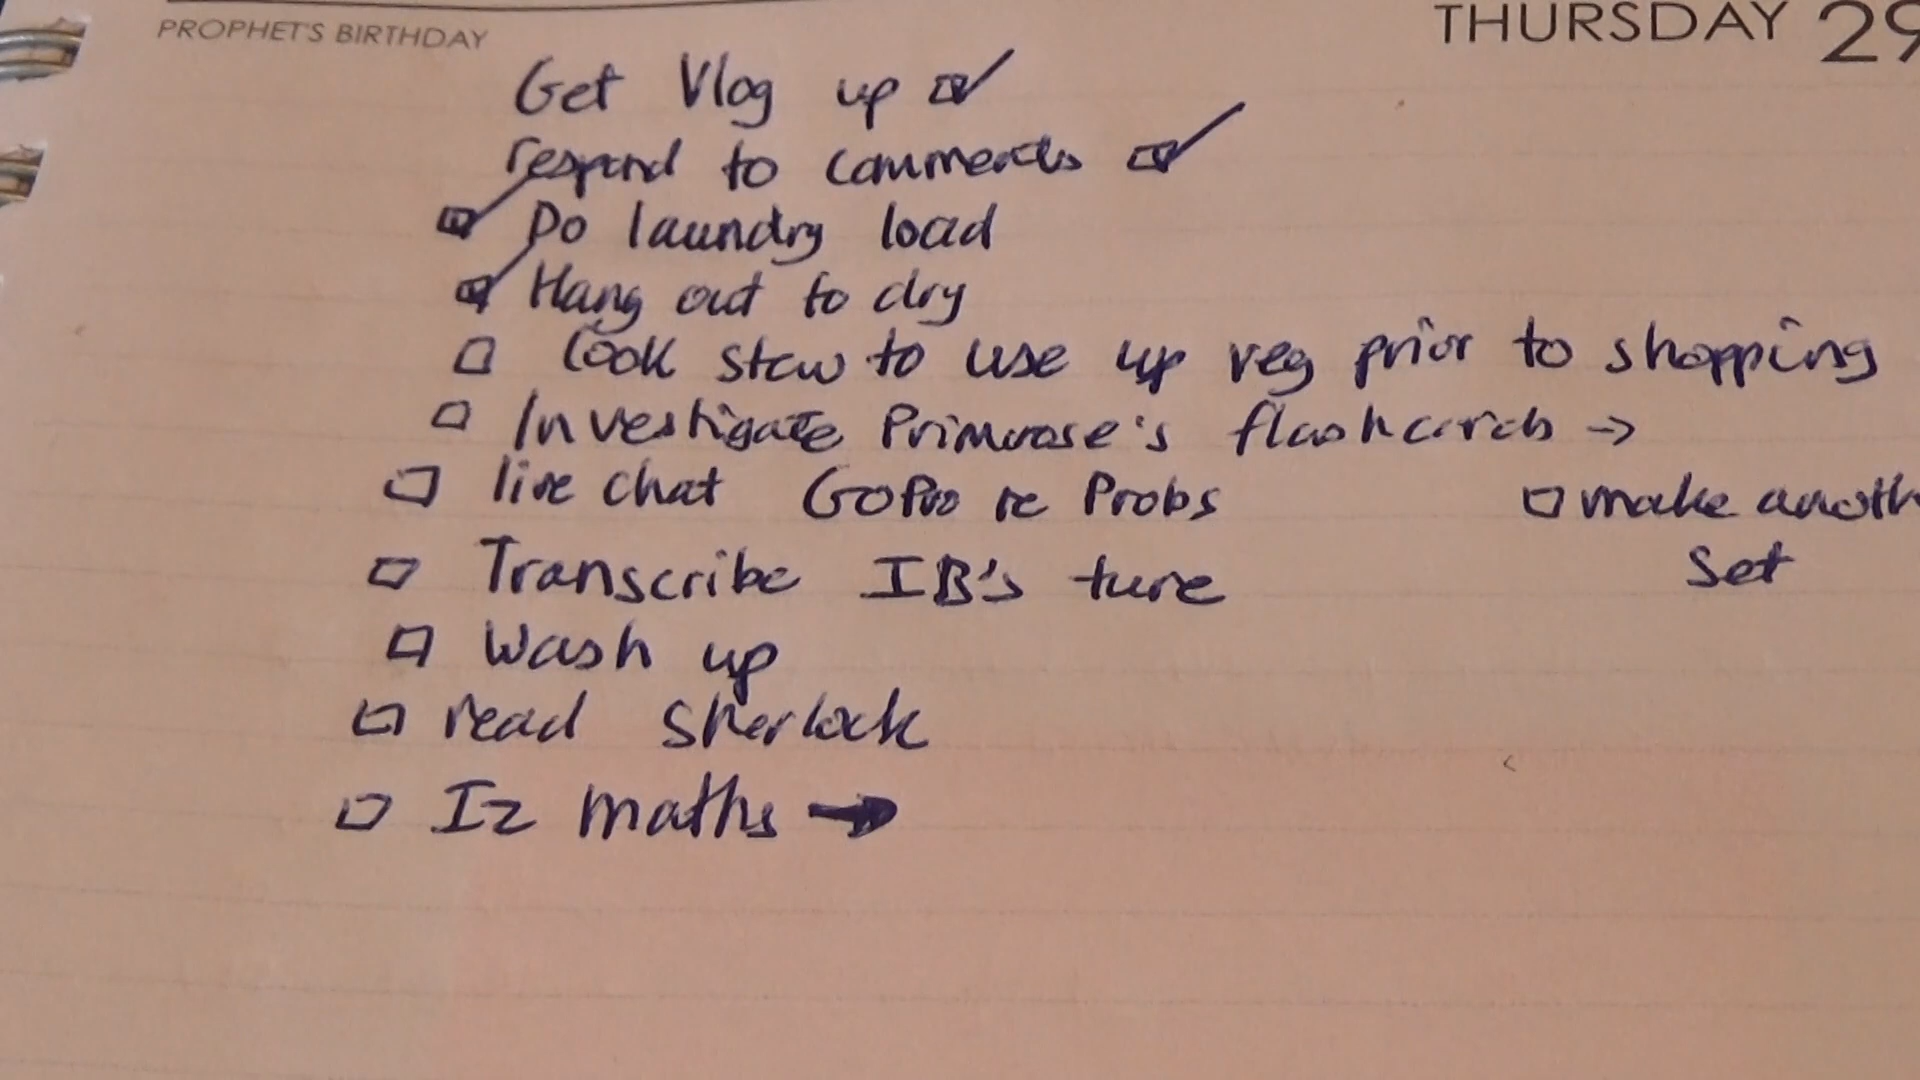 PROPHET'S BIRTHDAY
THURSDAY 29
Get Vlog up ☑
respond to comments ☑
☑ Do laundry load
☑ Hang out to dry
☐ Cook stew to use up veg prior to shopping
☐ Investigate Primrose's flashcards →
☐ make anoth
Set
☐ live chat GoPro re Probs
☐ Transcribe IB's tune
☐ Wash up
☐ read Sherlock
☐ Iz maths →